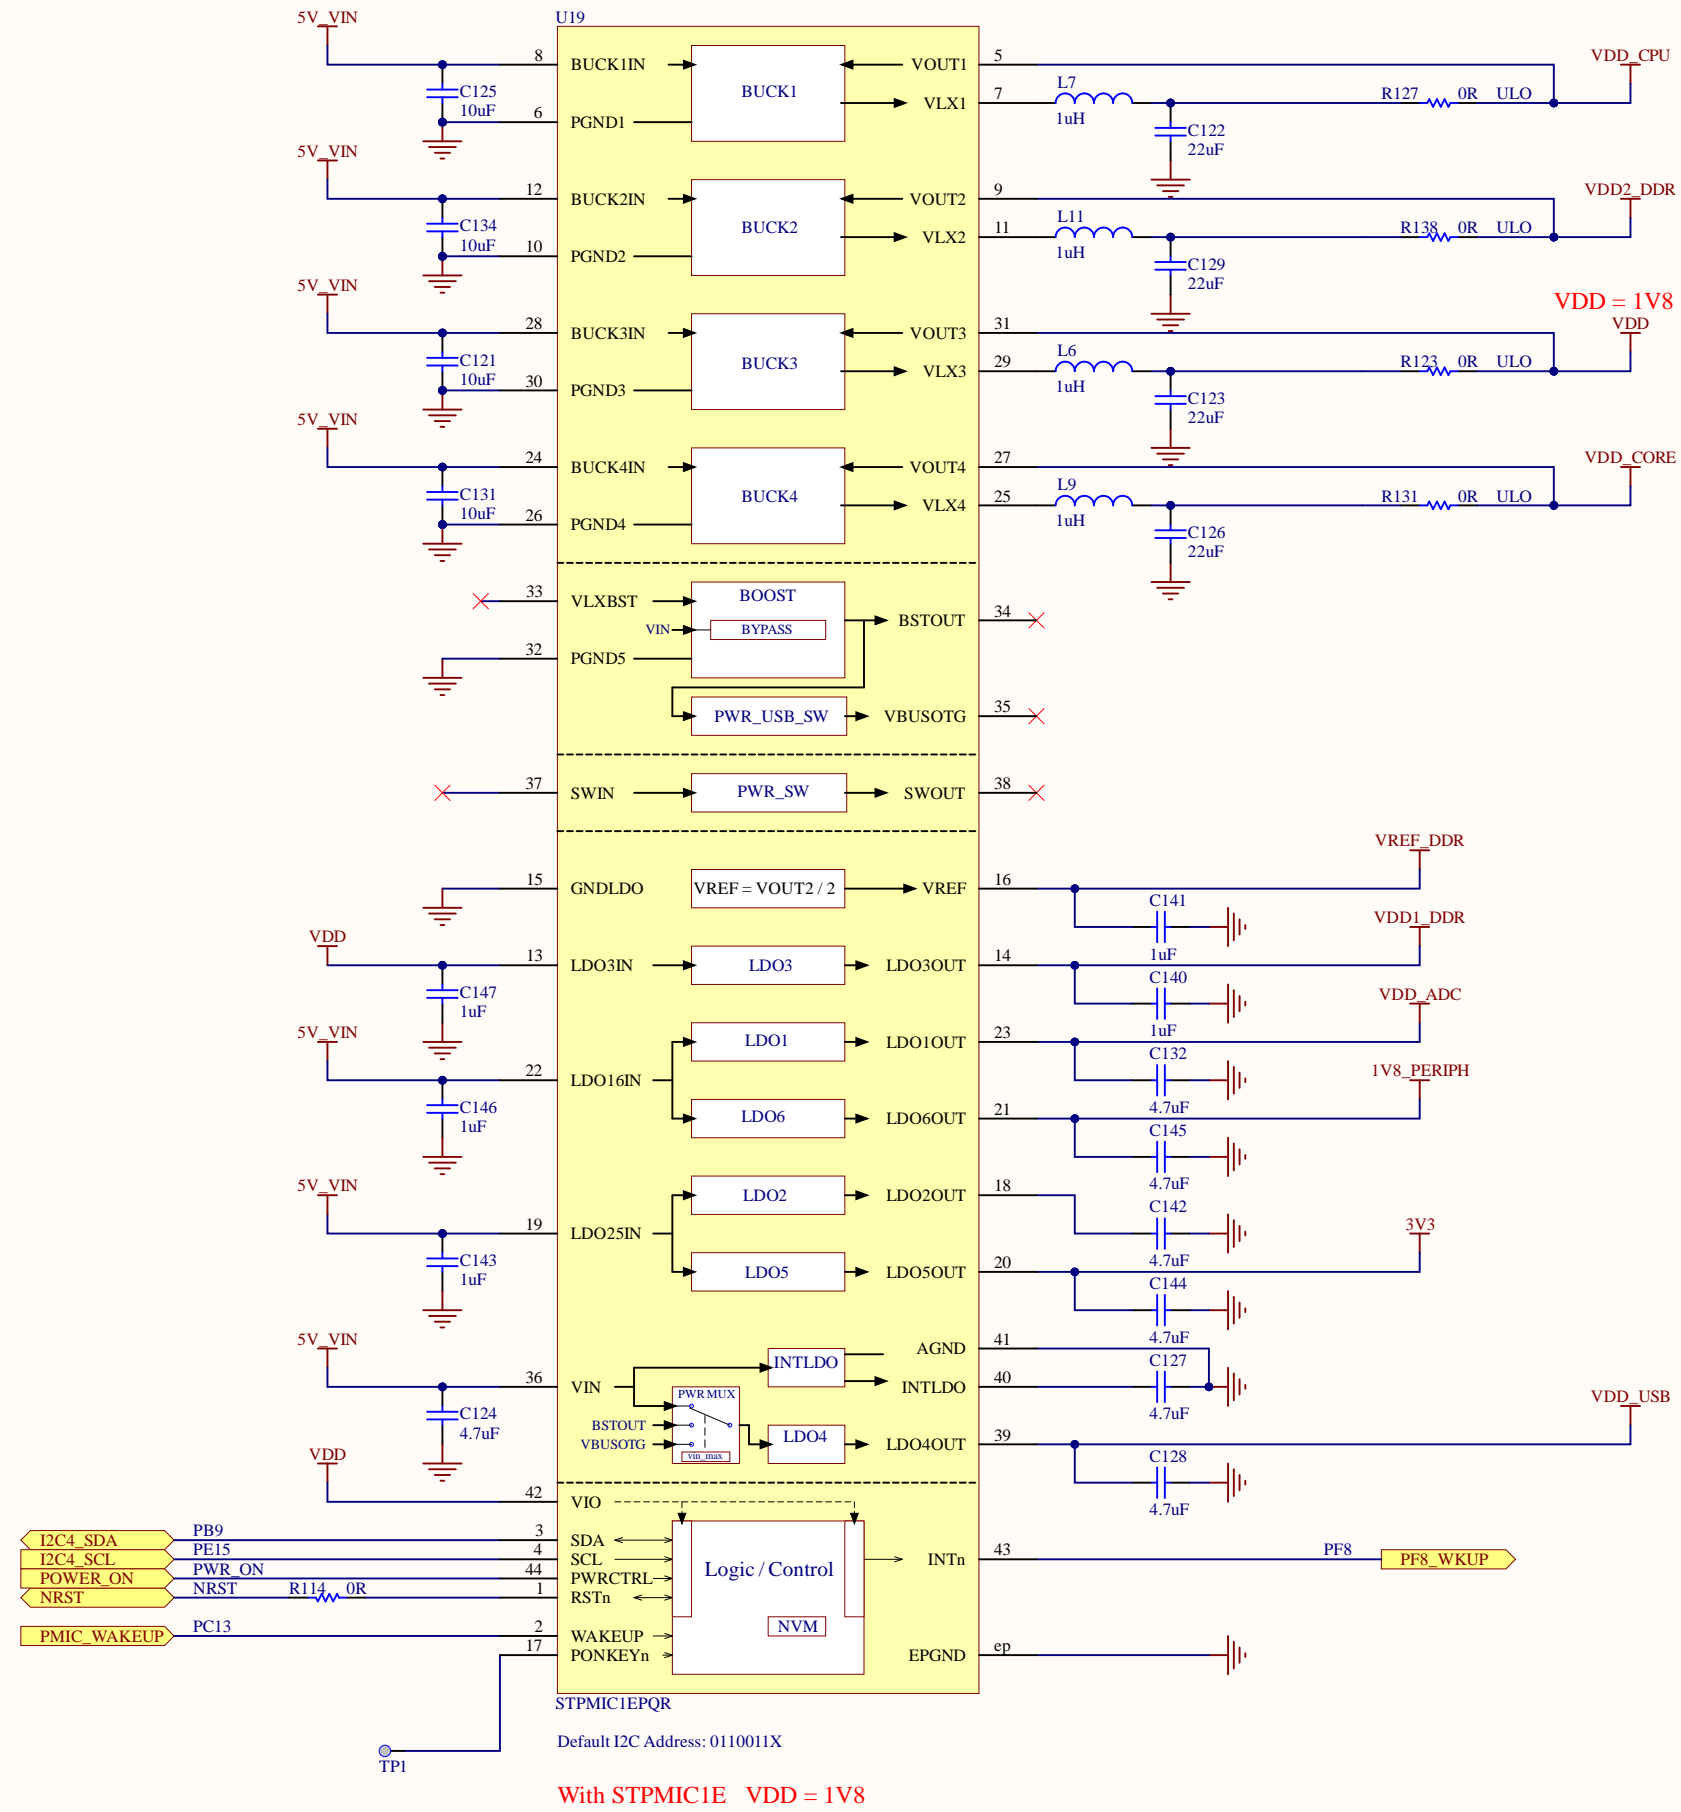 U19
5V_VIN
8 BUCK1IN BUCK1 VOUT1 5 VDD_CPU
C125
10uF
6 PGND1 VLX1 7 L7 1uH R127 0R ULO
C122
22uF
5V_VIN
12 BUCK2IN BUCK2 VOUT2 9 VDD2_DDR
C134
10uF
10 PGND2 VLX2 11 L11 1uH R138 0R ULO
C129
22uF
VDD = 1V8
5V_VIN
28 BUCK3IN BUCK3 VOUT3 31 VDD
C121
10uF
30 PGND3 VLX3 29 L6 1uH R123 0R ULO
C123
22uF
5V_VIN
24 BUCK4IN BUCK4 VOUT4 27 VDD_CORE
C131
10uF
26 PGND4 VLX4 25 L9 1uH R131 0R ULO
C126
22uF
33 VLXBST BOOST
VIN BYPASS BSTOUT 34
32 PGND5
PWR_USB_SW VBUSOTG 35
37 SWIN PWR_SW SWOUT 38
VREF_DDR
15 GNDLDO VREF = VOUT2 / 2 VREF 16
C141
1uF
VDD VDD1_DDR
13 LDO3IN LDO3 LDO3OUT 14
C147
1uF
C140
1uF
VDD_ADC
5V_VIN
LDO1 LDO1OUT 23
22 LDO16IN
C132
4.7uF
1V8_PERIPH
C146
1uF
LDO6 LDO6OUT 21
C145
4.7uF
5V_VIN
LDO2 LDO2OUT 18
19 LDO25IN
C142
4.7uF
3V3
C143
1uF
LDO5 LDO5OUT 20
C144
4.7uF
5V_VIN
INTLDO AGND 41
36 VIN INTLDO 40
C127
4.7uF
C124
4.7uF
PWR MUX
BSTOUT
VBUSOTG
vin_max
LDO4 LDO4OUT 39 VDD_USB
C128
4.7uF
VDD
42 VIO
I2C4_SDA PB9 3 SDA
I2C4_SCL PE15 4 SCL
POWER_ON PWR_ON 44 PWRCTRL
NRST NRST R114 0R 1 RSTn
Logic / Control
INTn 43 PF8 PF8_WKUP
NVM
PMIC_WAKEUP PC13 2 WAKEUP
17 PONKEYn
EPGND ep
STPMIC1EPQR
Default I2C Address: 0110011X
TP1
With STPMIC1E VDD = 1V8